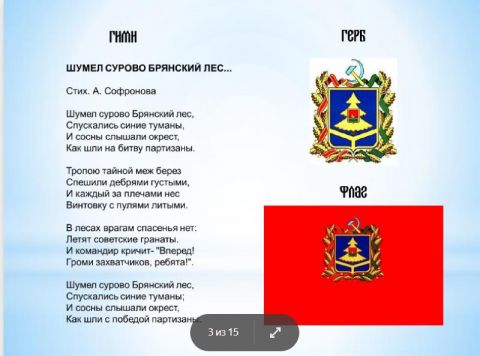 ГИМН
ШУМЕЛ СУРОВО БРЯНСКИЙ ЛЕС...
Стих. А. Софронова
Шумел сурово Брянский лес,
Спускались синие туманы,
И сосны слышали окрест,
Как шли на битву партизаны.
Тропою тайной меж берез
Спешили дебрями густыми,
И каждый за плечами нес
Винтовку с пулями литыми.
В лесах врагам спасенья нет:
Летят советские гранаты.
И командир кричит- "Вперед!
Громи захватчиков, ребята!".
Шумел сурово Брянский лес,
Спускались синие туманы;
И сосны слышали окрест,
Как шли с победой партизаны.
ГЕРБ
ФЛАГ
3 из 15